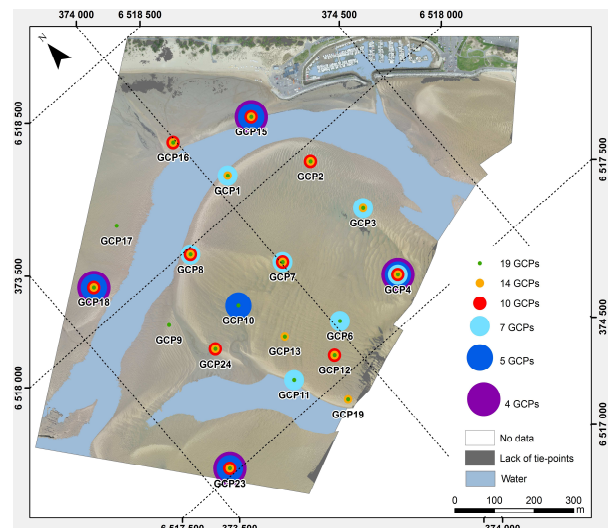 374 000
6 518 500
374 500
6 518 000
N
6 518 500
GCP15
GCP16
GCP2
6 517 500
GCP1
GCP3
GCP17
GCP8
GCP7
GCP4
19 GCPs
14 GCPs
10 GCPs
373 500
GCP18
GCP10
GCP6
7 GCPs
374 500
GCP9
GCP13
GCP24
GCP12
5 GCPs
6 518 000
GCP11
GCP19
4 GCPs
6 517 000
No data
Lack of tie-points
GCP23
Water
0 100 200 300
m
6 517 500
373 500
374 000